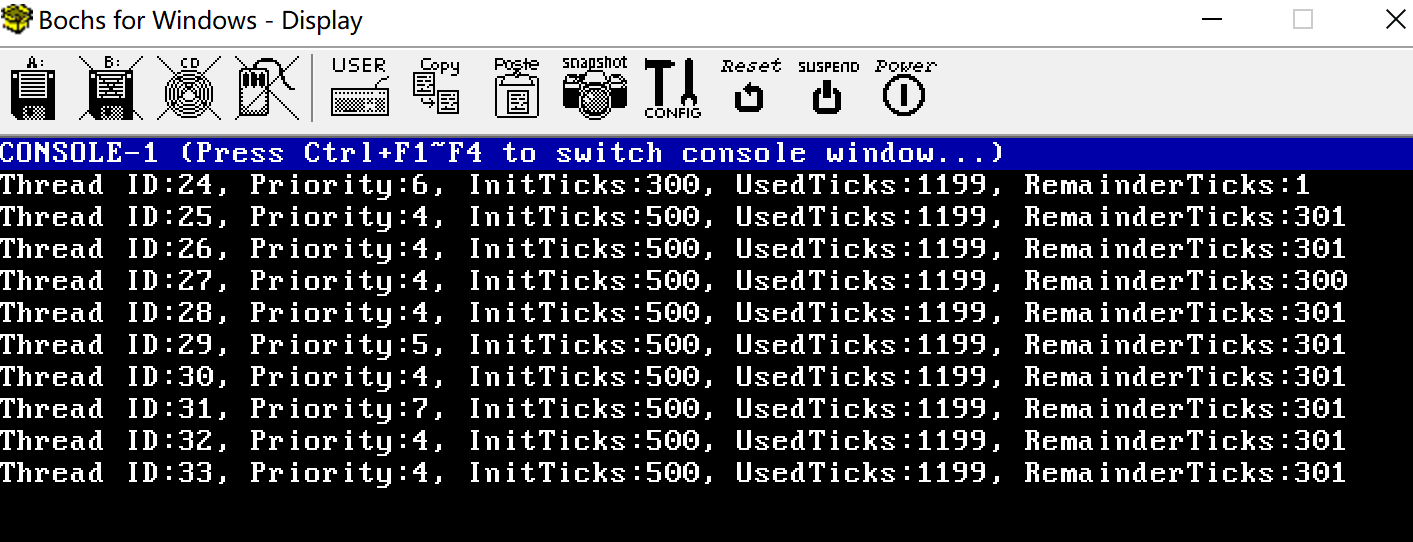 Bochs for Windows - Display
A: B: CD USER Copy Paste snapshot CONFIG Reset SUSPEND Power
CONSOLE-1 (Press Ctrl+F1~F4 to switch console window...)
Thread ID:24, Priority:6, InitTicks:300, UsedTicks:1199, RemainderTicks:1
Thread ID:25, Priority:4, InitTicks:500, UsedTicks:1199, RemainderTicks:301
Thread ID:26, Priority:4, InitTicks:500, UsedTicks:1199, RemainderTicks:301
Thread ID:27, Priority:4, InitTicks:500, UsedTicks:1199, RemainderTicks:300
Thread ID:28, Priority:4, InitTicks:500, UsedTicks:1199, RemainderTicks:301
Thread ID:29, Priority:5, InitTicks:500, UsedTicks:1199, RemainderTicks:301
Thread ID:30, Priority:4, InitTicks:500, UsedTicks:1199, RemainderTicks:301
Thread ID:31, Priority:7, InitTicks:500, UsedTicks:1199, RemainderTicks:301
Thread ID:32, Priority:4, InitTicks:500, UsedTicks:1199, RemainderTicks:301
Thread ID:33, Priority:4, InitTicks:500, UsedTicks:1199, RemainderTicks:301